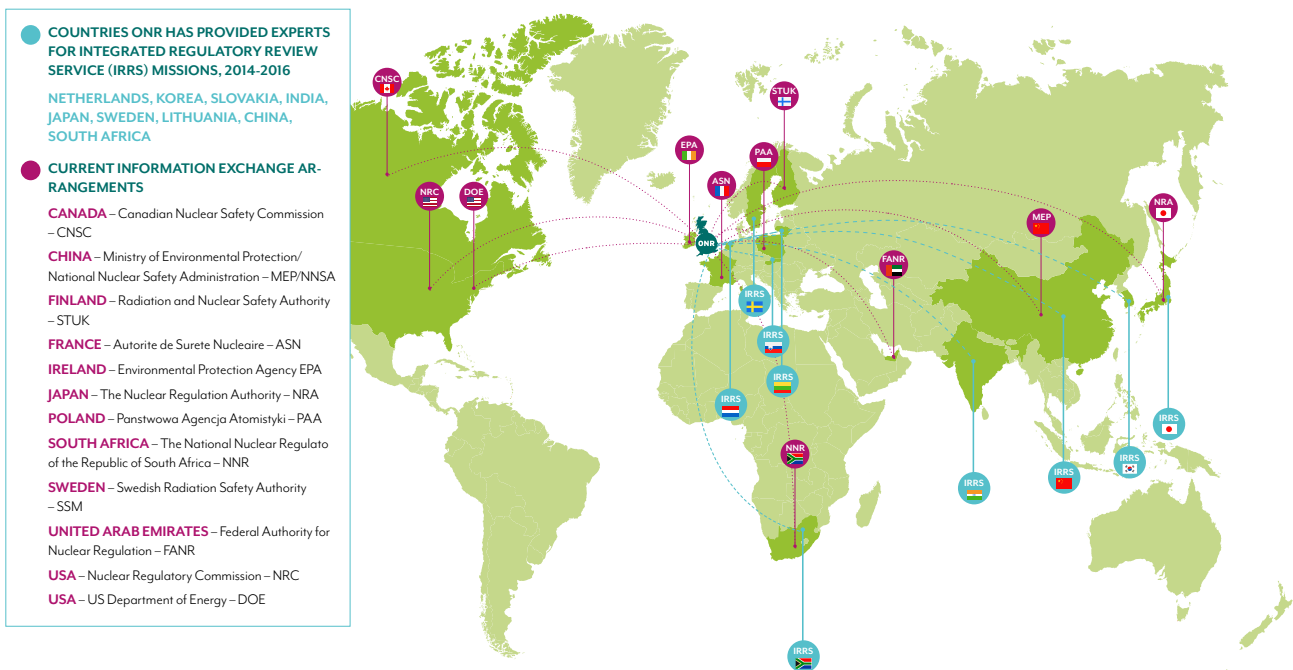 COUNTRIES ONR HAS PROVIDED EXPERTS
FOR INTEGRATED REGULATORY REVIEW
SERVICE (IRRS) MISSIONS, 2014-2016
NETHERLANDS, KOREA, SLOVAKIA, INDIA,
JAPAN, SWEDEN, LITHUANIA, CHINA,
SOUTH AFRICA
CURRENT INFORMATION EXCHANGE AR-
RANGEMENTS
CANADA – Canadian Nuclear Safety Commission
– CNSC
CHINA – Ministry of Environmental Protection/
National Nuclear Safety Administration – MEP/NNSA
FINLAND – Radiation and Nuclear Safety Authority
– STUK
FRANCE – Autorite de Surete Nucleaire – ASN
IRELAND – Environmental Protection Agency EPA
JAPAN – The Nuclear Regulation Authority – NRA
POLAND – Panstwowa Agencja Atomistyki – PAA
SOUTH AFRICA – The National Nuclear Regulato
of the Republic of South Africa – NNR
SWEDEN – Swedish Radiation Safety Authority
– SSM
UNITED ARAB EMIRATES – Federal Authority for
Nuclear Regulation – FANR
USA – Nuclear Regulatory Commission – NRC
USA – US Department of Energy – DOE
CNSC
STUK
EPA
PAA
ASN
NRC
DOE
NRA
MEP
ONR
FANR
IRRS
IRRS
IRRS
IRRS
IRRS
NNR
IRRS
IRRS
IRRS
IRRS